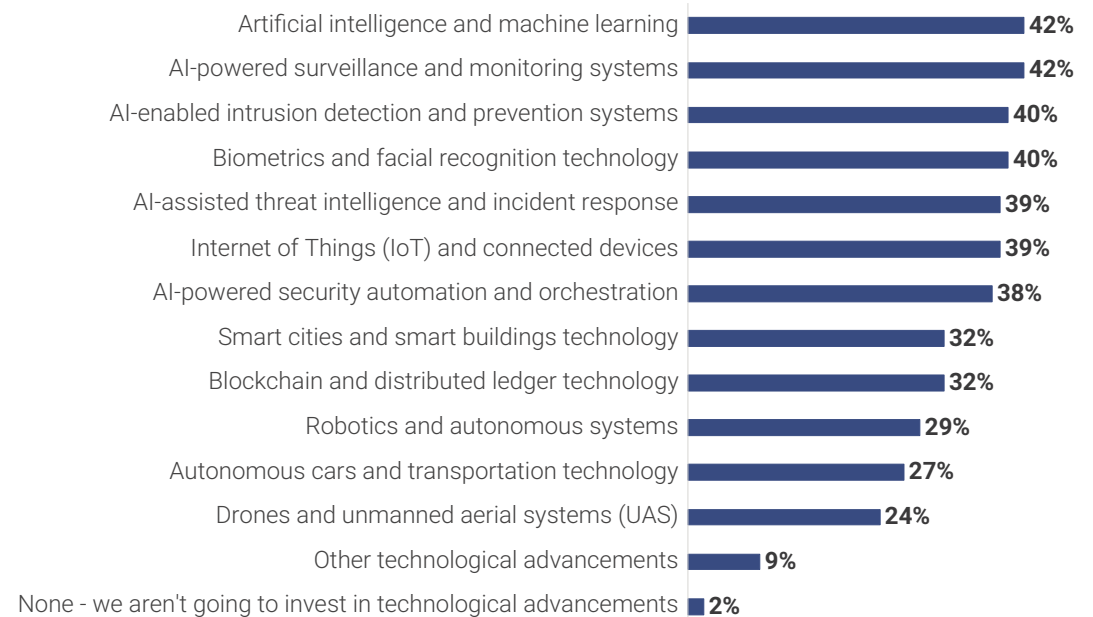 Artificial intelligence and machine learning 42%
AI-powered surveillance and monitoring systems 42%
AI-enabled intrusion detection and prevention systems 40%
Biometrics and facial recognition technology 40%
AI-assisted threat intelligence and incident response 39%
Internet of Things (IoT) and connected devices 39%
AI-powered security automation and orchestration 38%
Smart cities and smart buildings technology 32%
Blockchain and distributed ledger technology 32%
Robotics and autonomous systems 29%
Autonomous cars and transportation technology 27%
Drones and unmanned aerial systems (UAS) 24%
Other technological advancements 9%
None - we aren't going to invest in technological advancements 2%